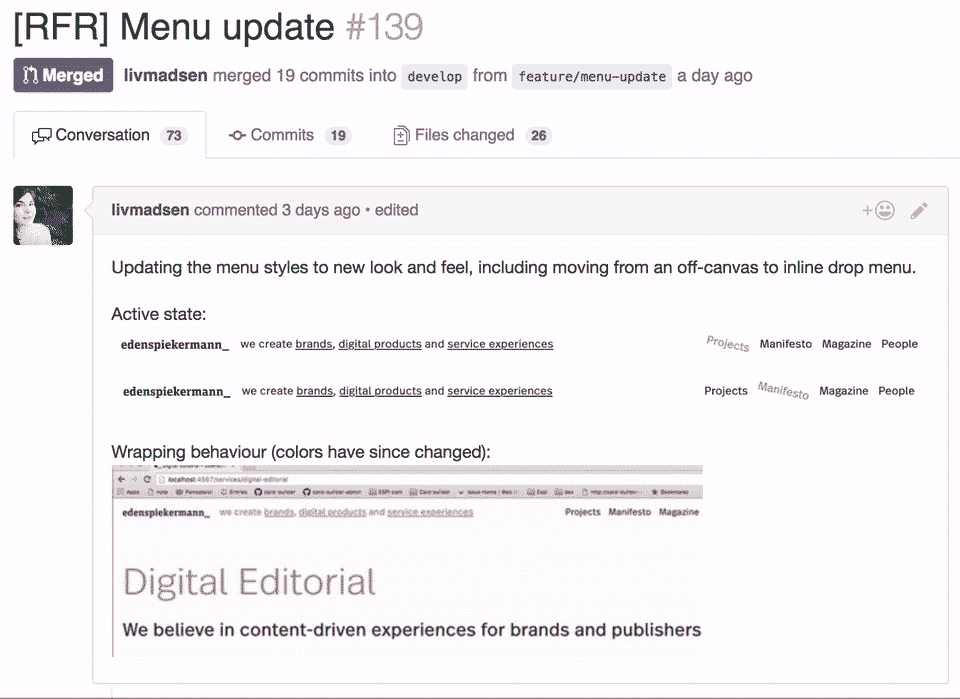 [RFR] Menu update #139
Merged livmadsen merged 19 commits into develop from feature/menu-update a day ago
Conversation 73 Commits 19 Files changed 26
livmadsen commented 3 days ago • edited
Updating the menu styles to new look and feel, including moving from an off-canvas to inline drop menu.
Active state:
edenspiekermann_ we create brands, digital products and service experiences Projects Manifesto Magazine People
edenspiekermann_ we create brands, digital products and service experiences Projects Manifesto Magazine People
Wrapping behaviour (colors have since changed):
localhost:4567/services/digital-editorial
Apps Entries Bookmarks
edenspiekermann_ we create brands, digital products and service experiences Projects Manifesto Magazine
Digital Editorial
We believe in content-driven experiences for brands and publishers